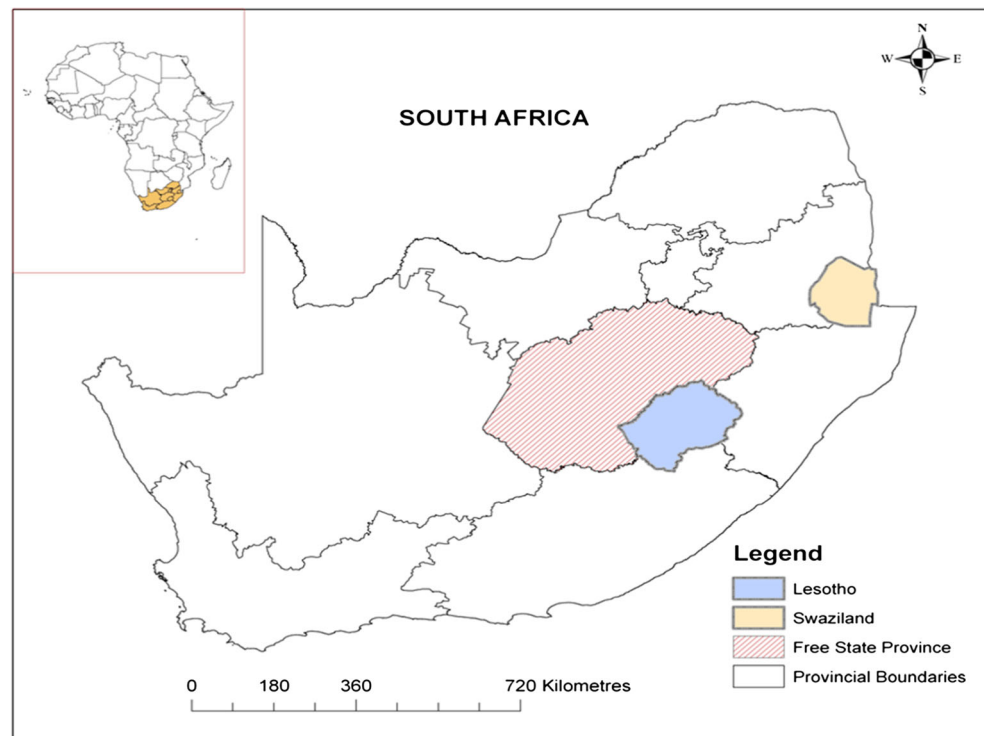 N
W E
S
SOUTH AFRICA
Legend
Lesotho
Swaziland
Free State Province
Provincial Boundaries
0 180 360 720 Kilometres